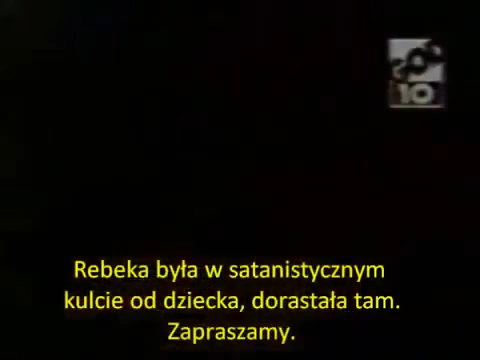 10
Rebeka była w satanistycznym
kulcie od dziecka, dorastała tam.
Zapraszamy.